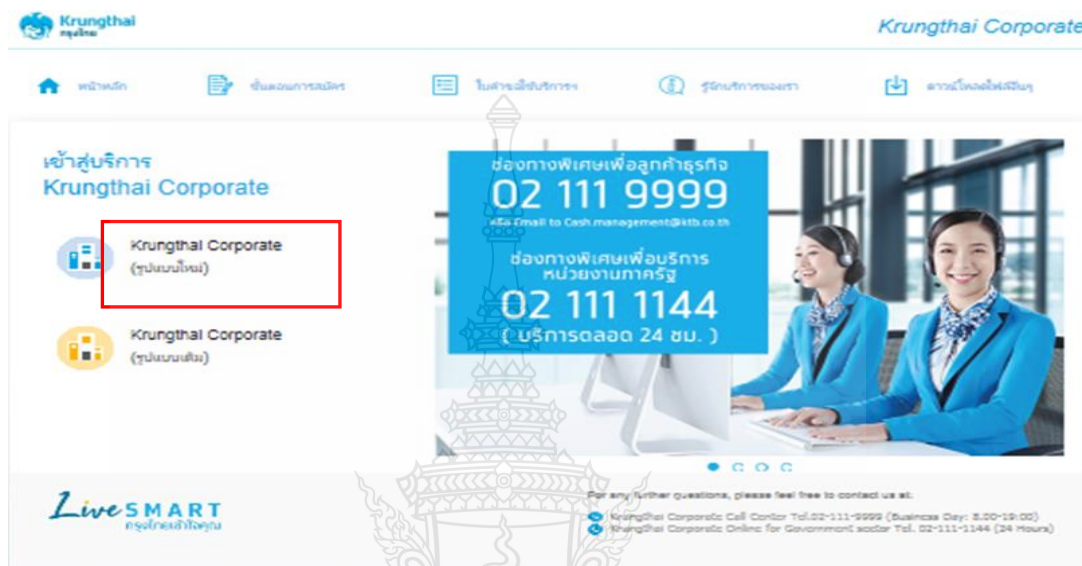 Krungthai
กรุงไทย
Krungthai Corporate
หน้าหลัก
ขั้นตอนการสมัคร
ใบคำขอใช้บริการฯ
รู้จักบริการของเรา
ดาวน์โหลดไฟล์อื่นๆ
เข้าสู่บริการ
Krungthai Corporate
Krungthai Corporate
(รูปแบบใหม่)
Krungthai Corporate
(รูปแบบเดิม)
ช่องทางพิเศษเพื่อลูกค้าธุรกิจ
02 111 9999
หรือ Email to Cash.management@ktb.co.th
ช่องทางพิเศษเพื่อบริการ
หน่วยงานภาครัฐ
02 111 1144
( บริการตลอด 24 ชม. )
Live SMART
กรุงไทยเข้าใจคุณ
For any further questions, please feel free to contact us at:
Krungthai Corporate Call Center Tel.02-111-9999 (Business Day: 8.00-19:00)
Krungthai Corporate Online for Government sector Tel. 02-111-1144 (24 Hours)